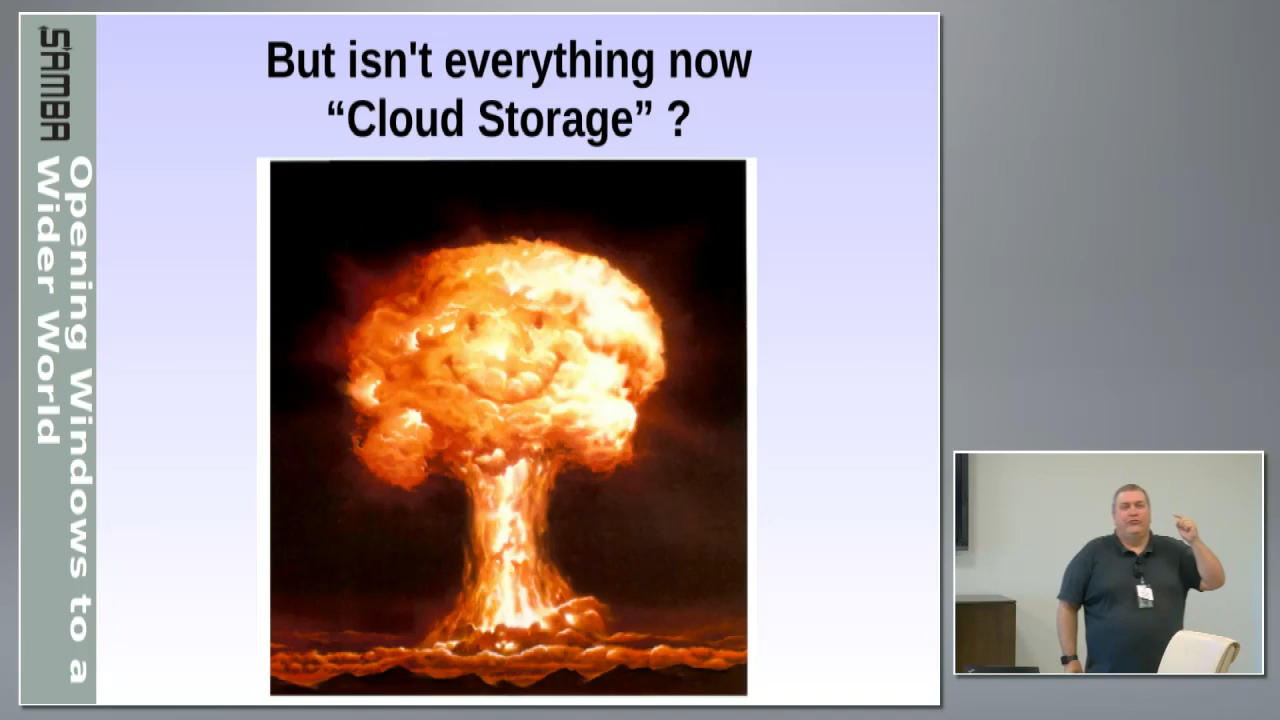 But isn't everything now
“Cloud Storage” ?
SAMBA
Opening Windows to a
Wider World